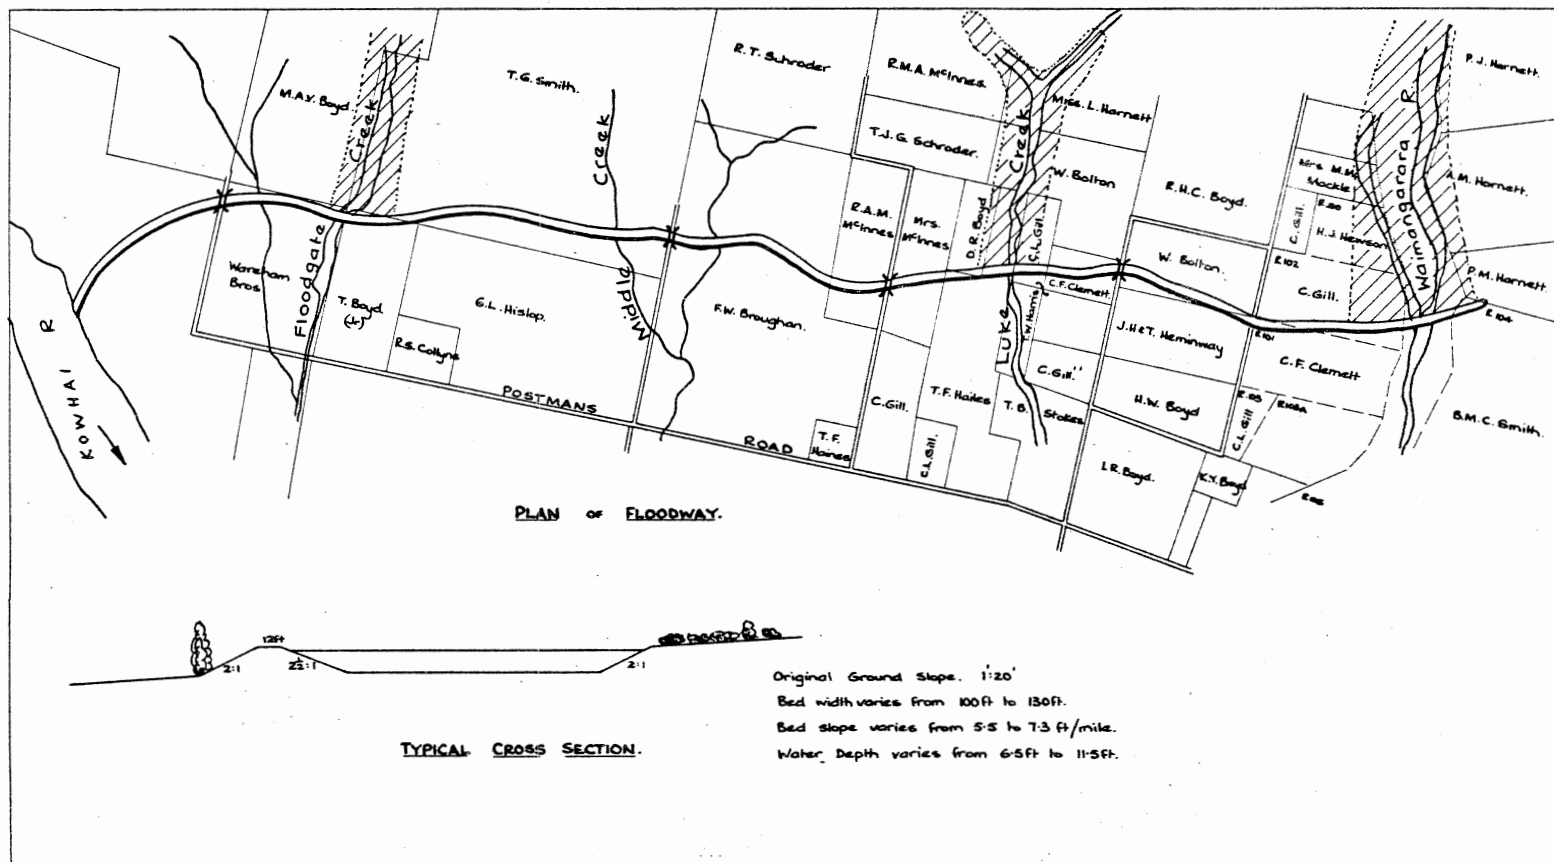 R. T. Schroder
R.M.A. McInnes.
P. J. Harnett.
T. G. Smith.
M.A.Y. Boyd.
Miss. L. Harnett
Creek
Creek
Creek
T. J. G. Schroder.
W. Bolton
R. H. C. Boyd.
Mrs. M. Mc
Mockle
A.M. Harnett.
Waimangarara R.
R.A.M.
McInnes
Mrs.
McInnes
D. R. Boyd
C. L. Gill.
C. Gill.
H. J. Hewson
Wareham
Bros.
Floodgate
T. Boyd
(Jr)
G. L. Hislop.
Middle
F.W. Broughan.
C. F. Clemett.
W. Bolton.
R.102
C. Gill.
P.M. Harnett.
R 104
KOWHAI R
R.S. Collyns
LUKE
T.W. Harris
J.H & T. Heminway
R.101
C. F. Clemett
POSTMANS
ROAD
T. F.
Haines
C. Gill.
C.L. Gill.
T. F. Hailes
C. Gill.
T. B. Stokes
H.W. Boyd
C. L. Gill
B. M. C. Smith.
I. R. Boyd.
K.Y. Boyd
PLAN OF FLOODWAY.
12ft
2:1
2½:1
2:1
Original Ground Slope. 1':20'
Bed width varies from 100ft to 130ft.
Bed slope varies from 5·5 to 7·3 ft/mile.
Water Depth varies from 6·5ft to 11·5ft.
TYPICAL CROSS SECTION.